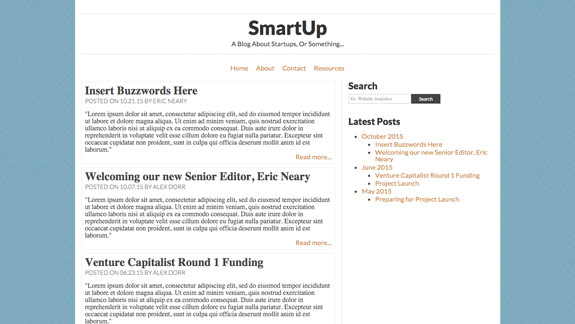 SmartUp
A Blog About Startups, Or Something...
Home About Contact Resources
Insert Buzzwords Here
POSTED ON 10.21.15 BY ERIC NEARY
"Lorem ipsum dolor sit amet, consectetur adipiscing elit, sed do eiusmod tempor incididunt
ut labore et dolore magna aliqua. Ut enim ad minim veniam, quis nostrud exercitation
ullamco laboris nisi ut aliquip ex ea commodo consequat. Duis aute irure dolor in
reprehenderit in voluptate velit esse cillum dolore eu fugiat nulla pariatur. Excepteur sint
occaecat cupidatat non proident, sunt in culpa qui officia deserunt mollit anim id est
laborum."
Read more...
Welcoming our new Senior Editor, Eric Neary
POSTED ON 10.07.15 BY ALEX DORR
"Lorem ipsum dolor sit amet, consectetur adipiscing elit, sed do eiusmod tempor incididunt
ut labore et dolore magna aliqua. Ut enim ad minim veniam, quis nostrud exercitation
ullamco laboris nisi ut aliquip ex ea commodo consequat. Duis aute irure dolor in
reprehenderit in voluptate velit esse cillum dolore eu fugiat nulla pariatur. Excepteur sint
occaecat cupidatat non proident, sunt in culpa qui officia deserunt mollit anim id est
laborum."
Read more...
Venture Capitalist Round 1 Funding
POSTED ON 06.23.15 BY ALEX DORR
"Lorem ipsum dolor sit amet, consectetur adipiscing elit, sed do eiusmod tempor incididunt
ut labore et dolore magna aliqua. Ut enim ad minim veniam, quis nostrud exercitation
ullamco laboris nisi ut aliquip ex ea commodo consequat. Duis aute irure dolor in
reprehenderit in voluptate velit esse cillum dolore eu fugiat nulla pariatur. Excepteur sint
occaecat cupidatat non proident, sunt in culpa qui officia deserunt mollit anim id est
laborum."
Search
Ex. Website Analytics Search
Latest Posts
October 2015
Insert Buzzwords Here
Welcoming our new Senior Editor, Eric
Neary
June 2015
Venture Capitalist Round 1 Funding
Project Launch
May 2015
Preparing for Project Launch